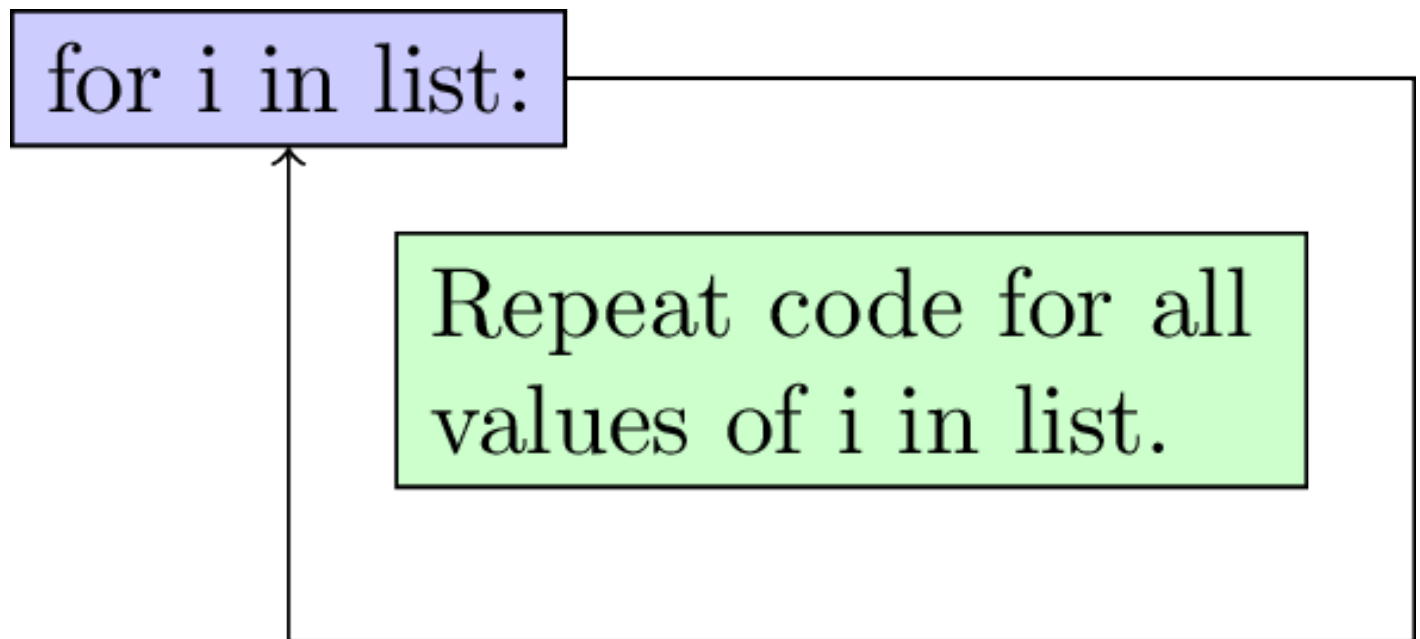 for i in list:
Repeat code for all
values of i in list.